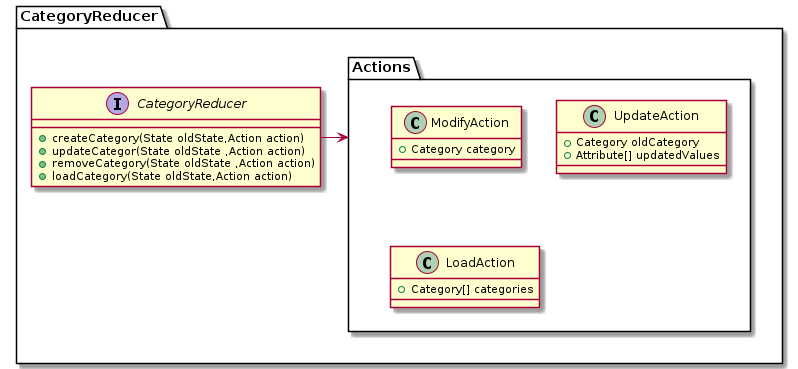 CategoryReducer
Actions
I CategoryReducer
createCategory(State oldState,Action action)
updateCategor(State oldState ,Action action)
removeCategory(State oldState ,Action action)
loadCategory(State oldState,Action action)
C ModifyAction
Category category
C UpdateAction
Category oldCategory
Attribute[] updatedValues
C LoadAction
Category[] categories